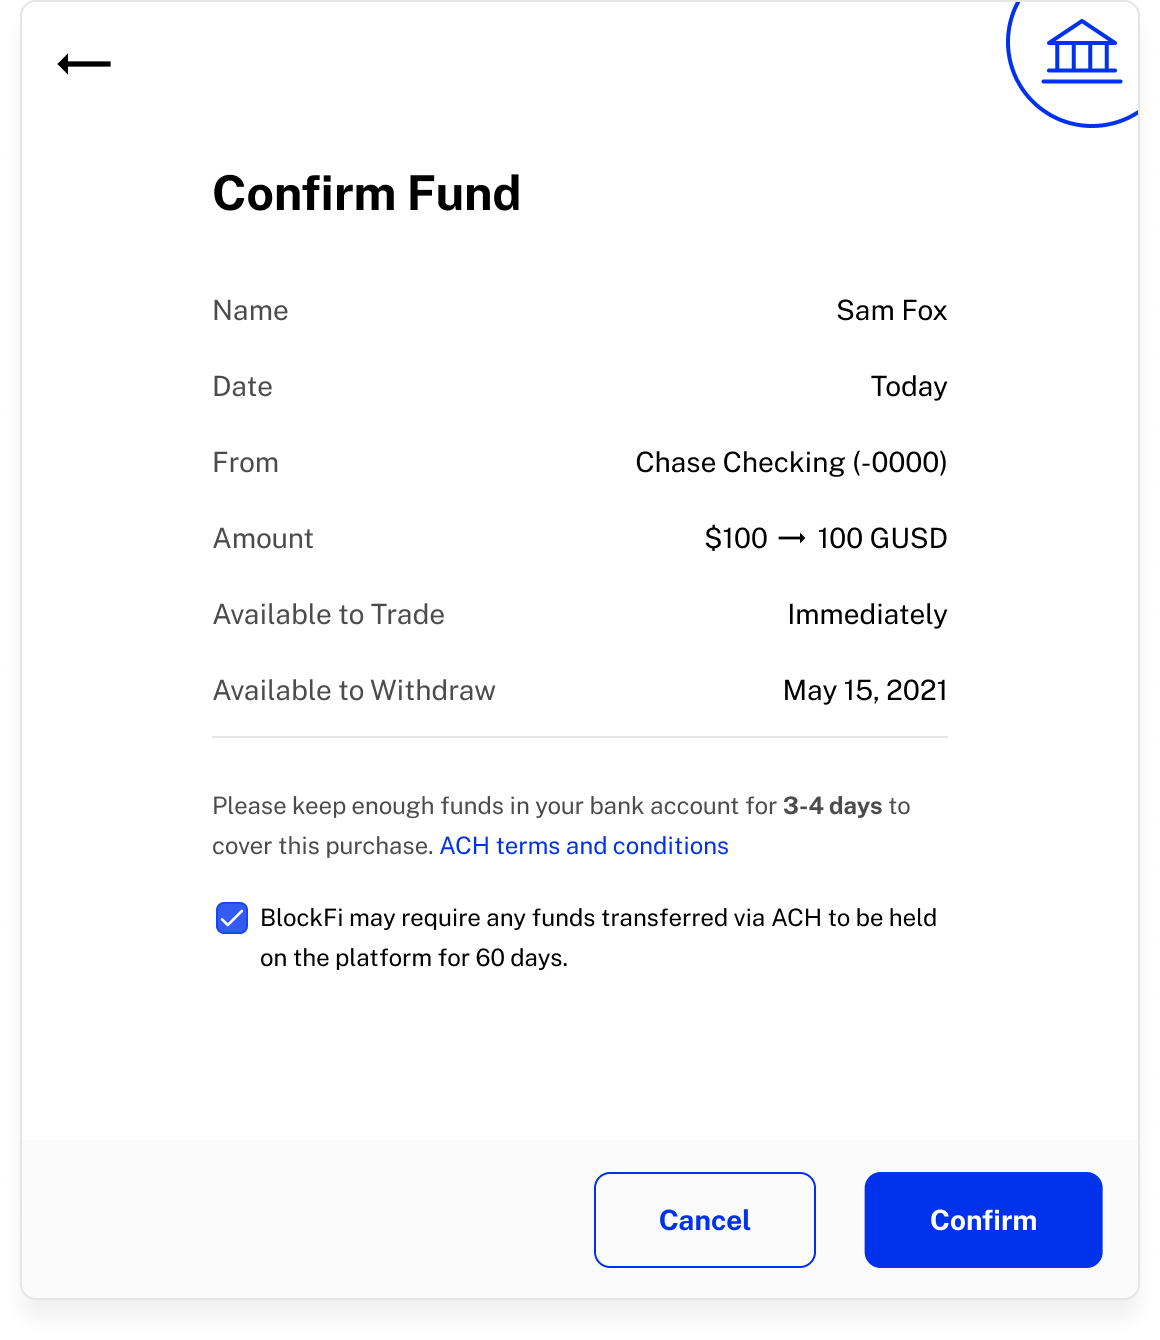 Confirm Fund
Name Sam Fox
Date Today
From Chase Checking (-0000)
Amount $100 → 100 GUSD
Available to Trade Immediately
Available to Withdraw May 15, 2021
Please keep enough funds in your bank account for 3-4 days to
cover this purchase. ACH terms and conditions
BlockFi may require any funds transferred via ACH to be held
on the platform for 60 days.
Cancel Confirm